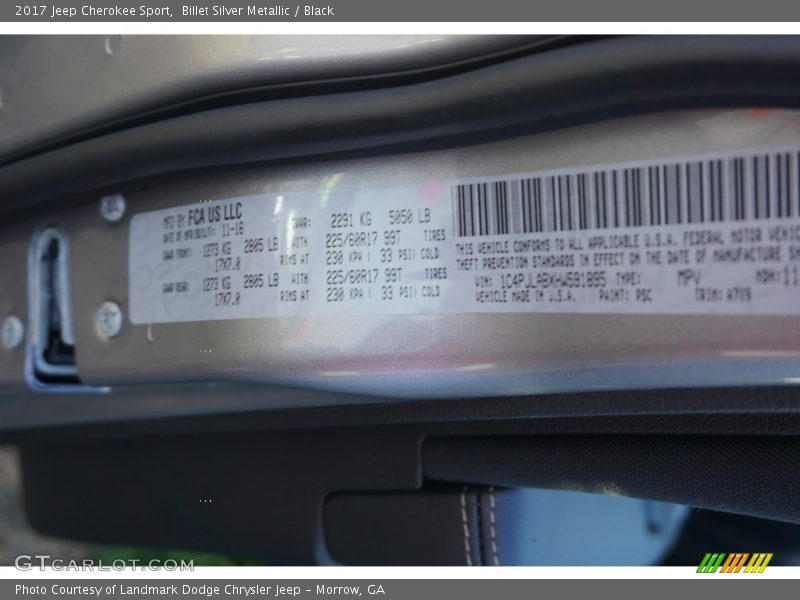 2017 Jeep Cherokee Sport,  Billet Silver Metallic / Black
MFD BY FCA US LLC
DATE OF MFR/BUILT: 11-16
GVWR: 2291 KG 5050 LB
GAWR FRONT: 1273 KG 2805 LB WITH 225/60R17 99T TIRES
17X7.0 RIMS AT 230 KPA ( 33 PSI) COLD
GAWR REAR: 1273 KG 2805 LB WITH 225/60R17 99T TIRES
17X7.0 RIMS AT 230 KPA ( 33 PSI) COLD
THIS VEHICLE CONFORMS TO ALL APPLICABLE U.S.A. FEDERAL MOTOR
THEFT PREVENTION STANDARDS IN EFFECT ON THE DATE OF MANUFACTURE
VIN: 1C4PJLABXHW591895 TYPE: MPV MDH: 11
VEHICLE MADE IN U.S.A. PAINT: PSC TRIM:
GTCARLOT.COM
Photo Courtesy of Landmark Dodge Chrysler Jeep – Morrow, GA